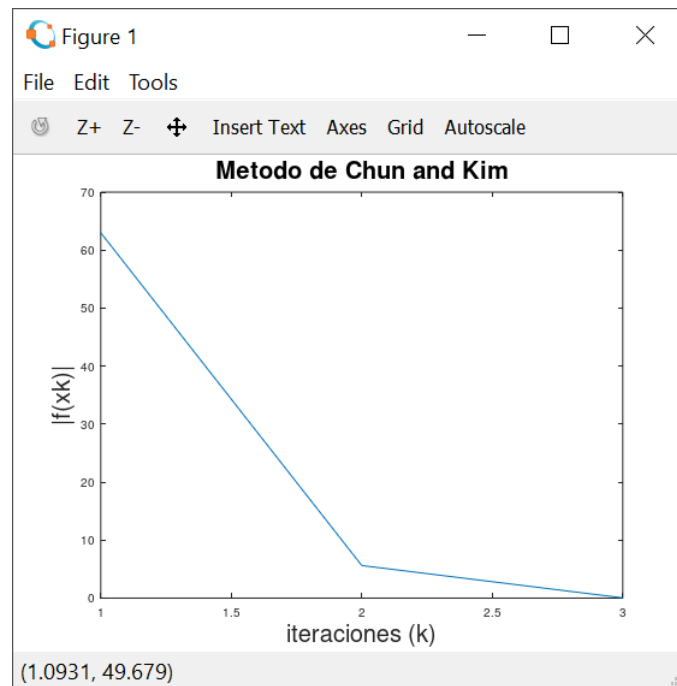 Figure 1
File Edit Tools
Z+ Z- Insert Text Axes Grid Autoscale
Metodo de Chun and Kim
70
60
50
40
30
20
10
0
|f(xk)|
1 1.5 2 2.5 3
iteraciones (k)
(1.0931, 49.679)